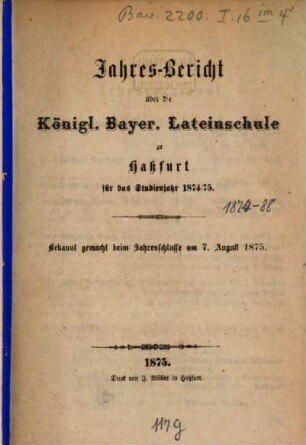 Bav. 2200. I,16 im 4°
Jahres-Bericht
über die
Königl. Bayer. Lateinschule
zu
Haßfurt
für das Studienjahr 1874/75.
1874-88
Bekannt gemacht beim Jahresschlusse am 7. August 1875.
1875.
Druck von J. Müller in Haßfurt.
117g